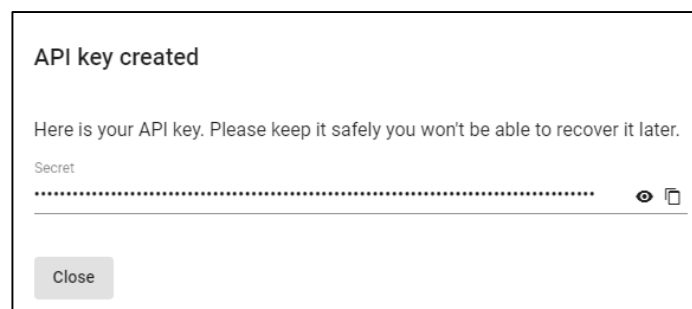 API key created
Here is your API key. Please keep it safely you won't be able to recover it later.
Secret
••••••••••••••••••••••••••••••••••••••••••••••••••••••••••••••••••••••••••••••••••••••••
Close